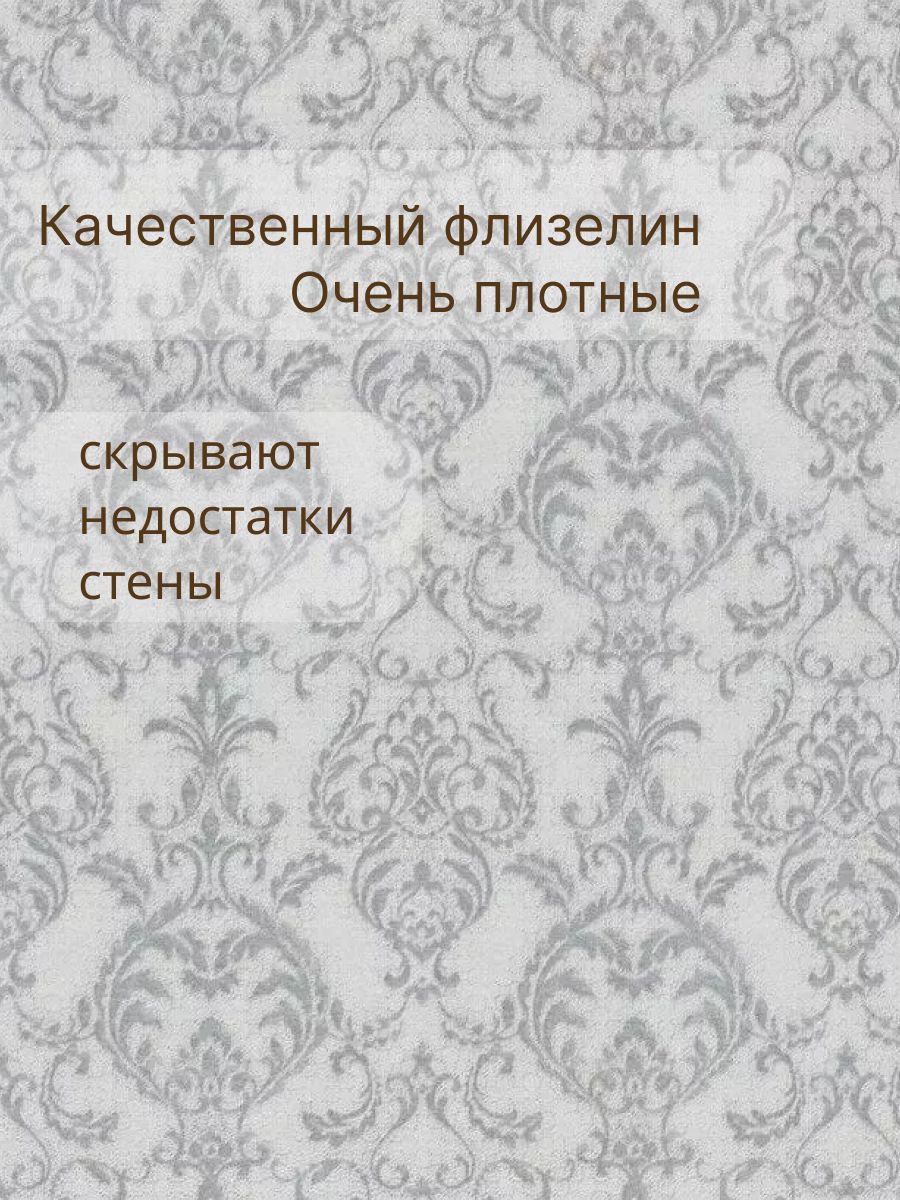 Качественный флизелин
Очень плотные
скрывают
недостатки
стены